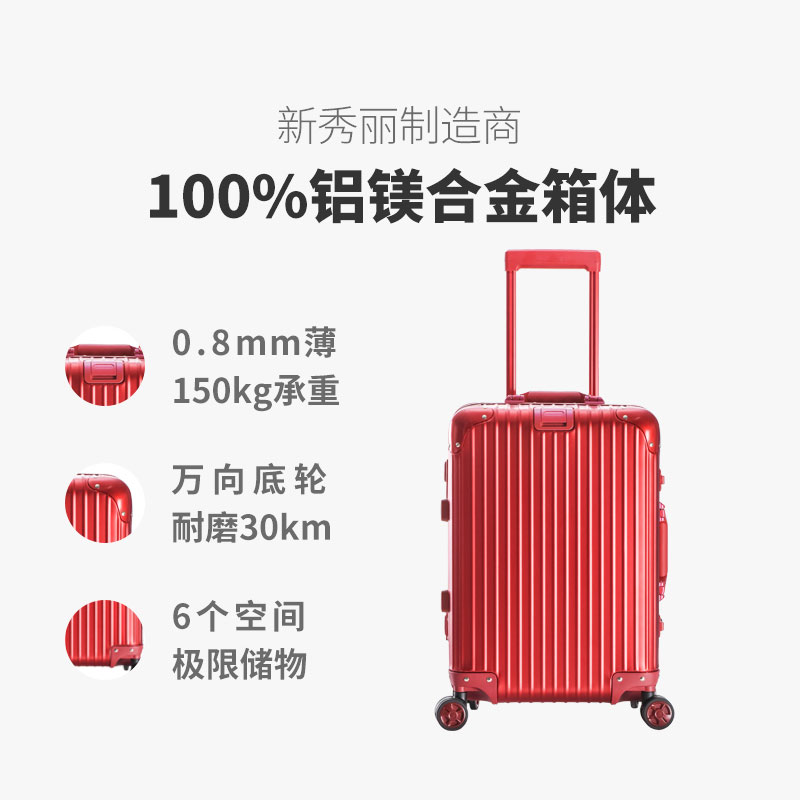 新秀丽制造商
100%铝镁合金箱体
0.8mm薄
150kg承重
万向底轮
耐磨30km
6个空间
极限储物